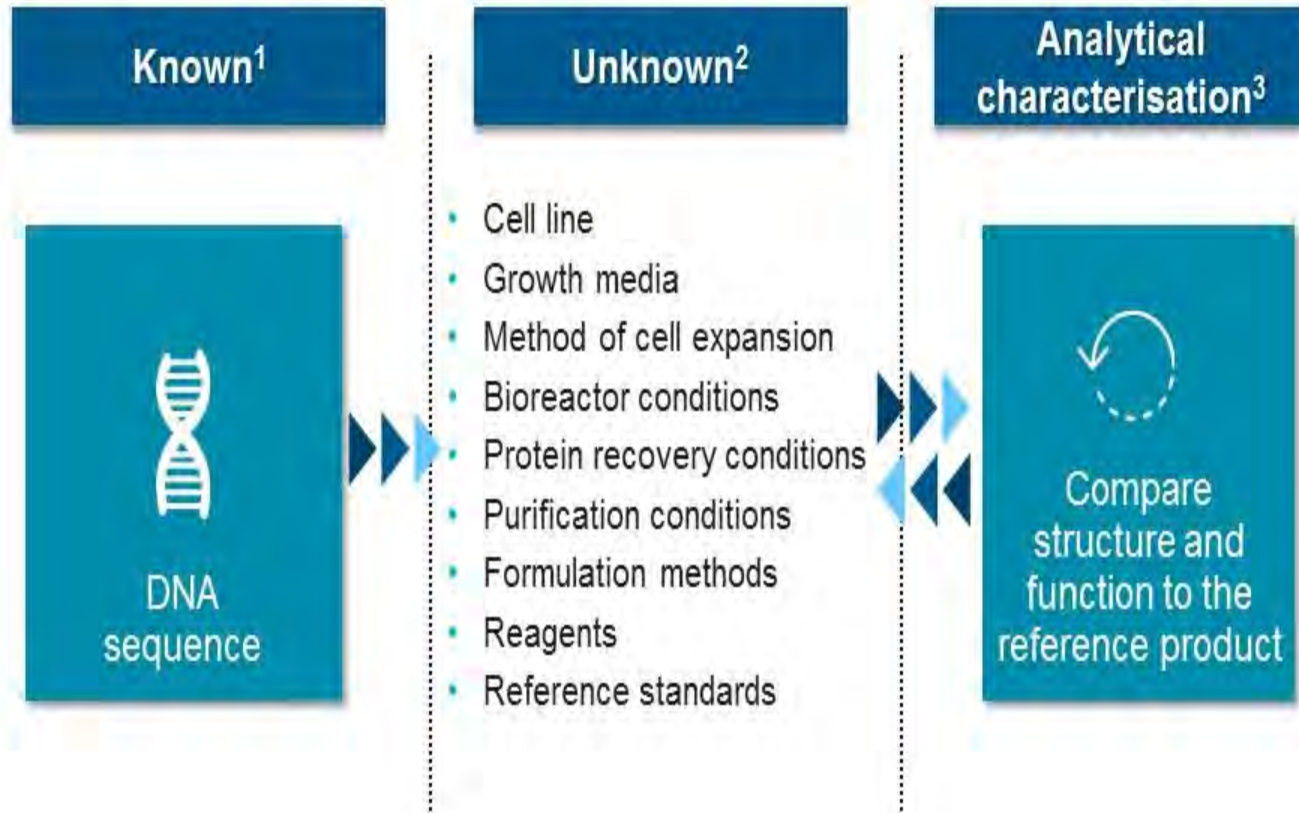 Known¹
Unknown²
Analytical
characterisation³
DNA
sequence
• Cell line
• Growth media
• Method of cell expansion
• Bioreactor conditions
• Protein recovery conditions
• Purification conditions
• Formulation methods
• Reagents
• Reference standards
Compare
structure and
function to the
reference product